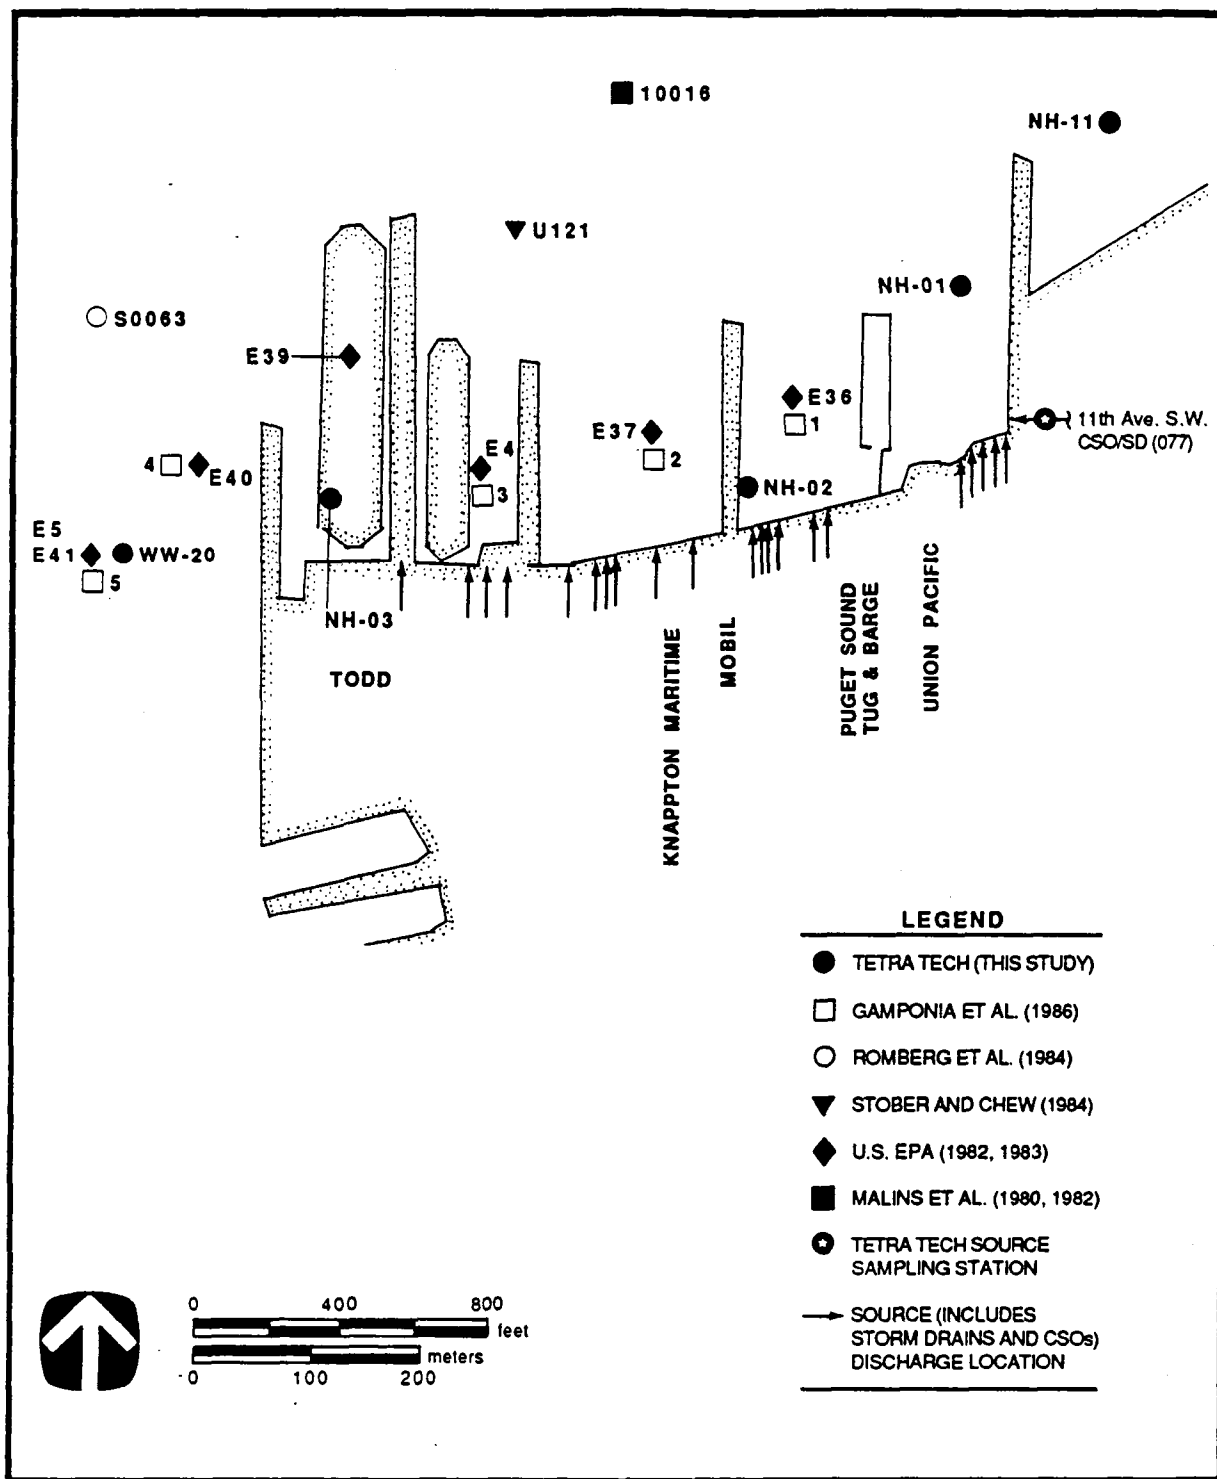 10016
NH-11
U121
NH-01
S0063
E39
E36
1
11th Ave. S.W.
CSO/SD (077)
E37
2
E4
3
4
E40
NH-02
E5
E41
WW-20
5
NH-03
TODD
KNAPPTON MARITIME
MOBIL
PUGET SOUND
TUG & BARGE
UNION PACIFIC
LEGEND
TETRA TECH (THIS STUDY)
GAMPONIA ET AL. (1986)
ROMBERG ET AL. (1984)
STOBER AND CHEW (1984)
U.S. EPA (1982, 1983)
MALINS ET AL. (1980, 1982)
TETRA TECH SOURCE
SAMPLING STATION
SOURCE (INCLUDES
STORM DRAINS AND CSOs)
DISCHARGE LOCATION
0 400 800
feet
meters
0 100 200